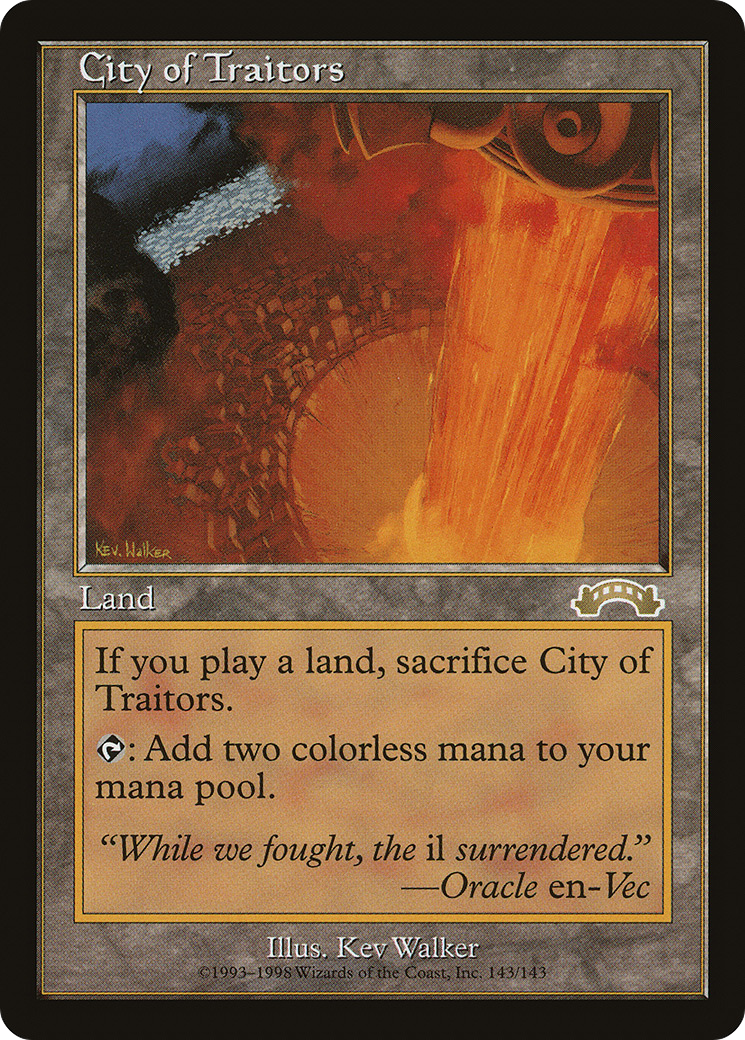 City of Traitors
KEV. WALKER
Land
If you play a land, sacrifice City of
Traitors.
: Add two colorless mana to your
mana pool.
“While we fought, the il surrendered.”
—Oracle en-Vec
Illus. Kev Walker
©1993–1998 Wizards of the Coast, Inc. 143/143